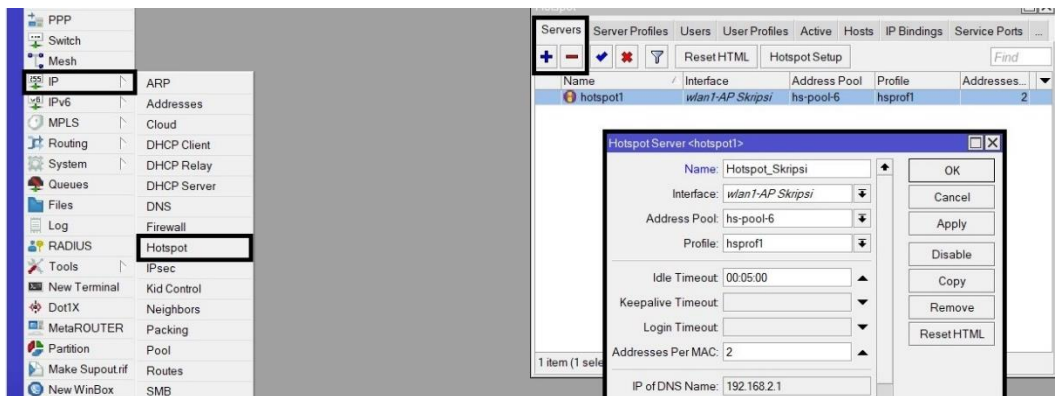 PPP
Switch
Mesh
IP
IPv6
MPLS
Routing
System
Queues
Files
Log
RADIUS
Tools
New Terminal
Dot1X
MetaROUTER
Partition
Make Supout.rif
New WinBox
ARP
Addresses
Cloud
DHCP Client
DHCP Relay
DHCP Server
DNS
Firewall
Hotspot
IPsec
Kid Control
Neighbors
Packing
Pool
Routes
SMB
Servers Server Profiles Users User Profiles Active Hosts IP Bindings Service Ports ...
Reset HTML Hotspot Setup Find
Name / Interface Address Pool Profile Addresses...
hotspot1 wlan1-AP Skripsi hs-pool-6 hsprof1 2
Hotspot Server <hotspot1>
Name: Hotspot_Skripsi
Interface: wlan1-AP Skripsi
Address Pool: hs-pool-6
Profile: hsprof1
Idle Timeout: 00:05:00
Keepalive Timeout:
Login Timeout:
Addresses Per MAC: 2
IP of DNS Name: 192.168.2.1
OK
Cancel
Apply
Disable
Copy
Remove
Reset HTML
1 item (1 sele